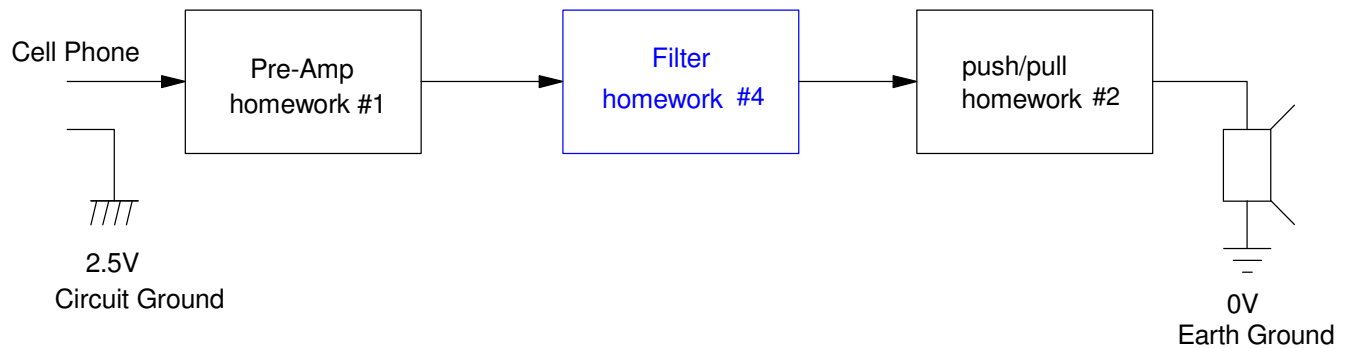 Cell Phone
Pre-Amp
homework #1
Filter
homework #4
push/pull
homework #2
2.5V
Circuit Ground
0V
Earth Ground